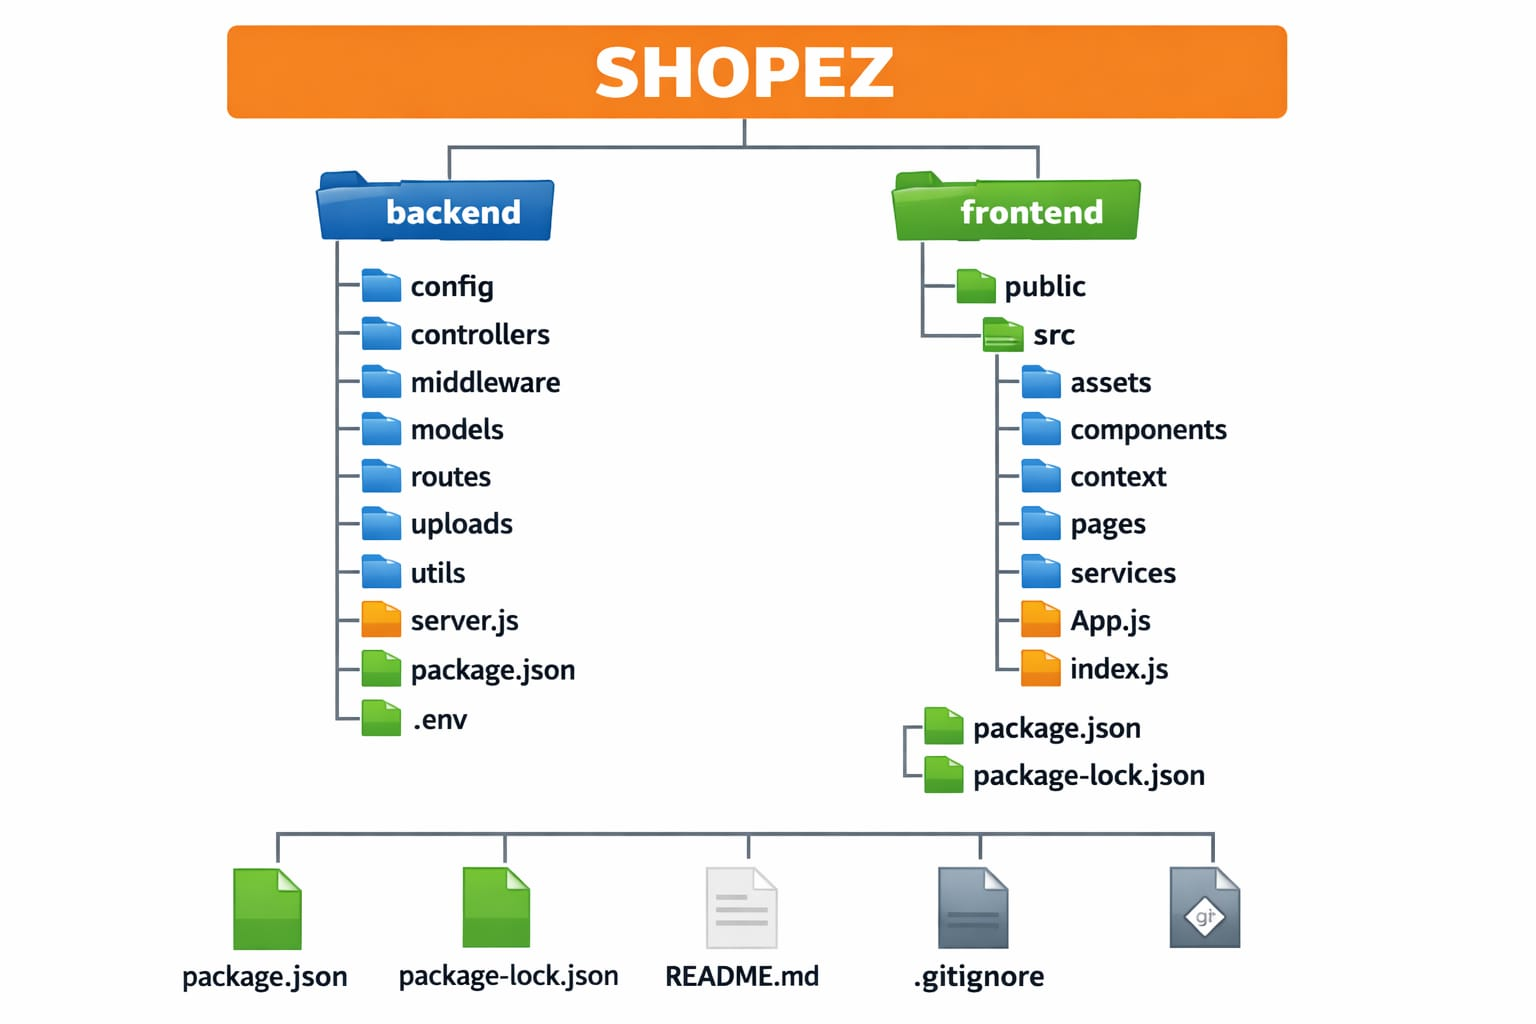 SHOPEZ
backend
config
controllers
middleware
models
routes
uploads
utils
server.js
package.json
.env
frontend
public
src
assets
components
context
pages
services
App.js
index.js
package.json
package-lock.json
package.json
package-lock.json
README.md
.gitignore